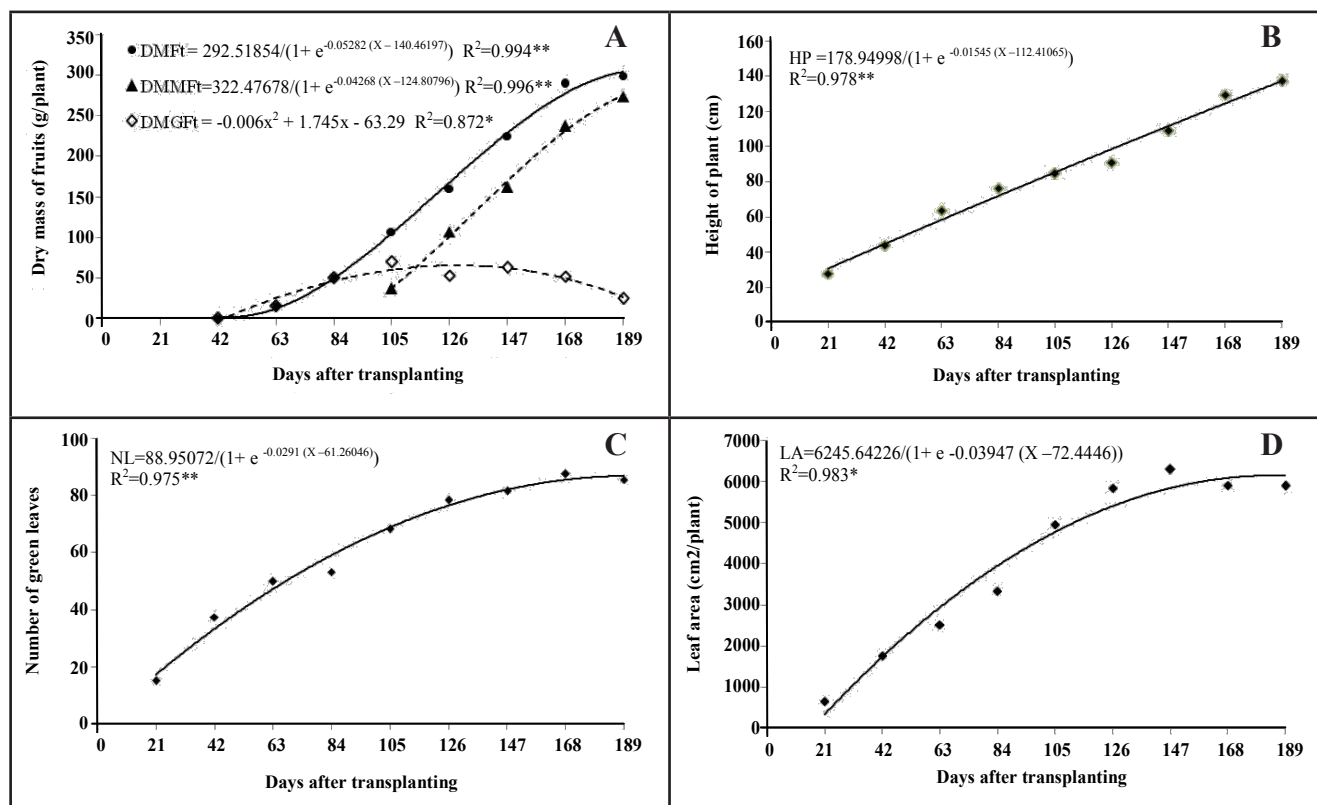 A
DMFt= 292.51854/(1+ e-0.05282 (X – 140.46197)) R2=0.994**
DMMFt=322.47678/(1+ e-0.04268 (X –124.80796)) R2=0.996**
DMGFt = -0.006x2 + 1.745x - 63.29 R2=0.872*
Dry mass of fruits (g/plant)
350
300
250
200
150
100
50
0
0 21 42 63 84 105 126 147 168 189
Days after transplanting
B
HP =178.94998/(1+ e-0.01545 (X–112.41065))
R2=0.978**
Height of plant (cm)
160
140
120
100
80
60
40
20
0
0 21 42 63 84 105 126 147 168 189
Days after transplanting
C
NL=88.95072/(1+ e -0.0291 (X –61.26046))
R2=0.975**
Number of green leaves
100
80
60
40
20
0
0 21 42 63 84 105 126 147 168 189
Days after transplanting
D
LA=6245.64226/(1+ e -0.03947 (X –72.4446))
R2=0.983*
Leaf area (cm2/plant)
7000
6000
5000
4000
3000
2000
1000
0
0 21 42 63 84 105 126 147 168 189
Days after transplanting